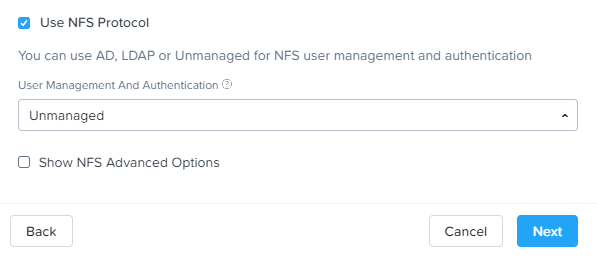 Use NFS Protocol
You can use AD, LDAP or Unmanaged for NFS user management and authentication
User Management And Authentication ?
Unmanaged
Show NFS Advanced Options
Back
Cancel
Next